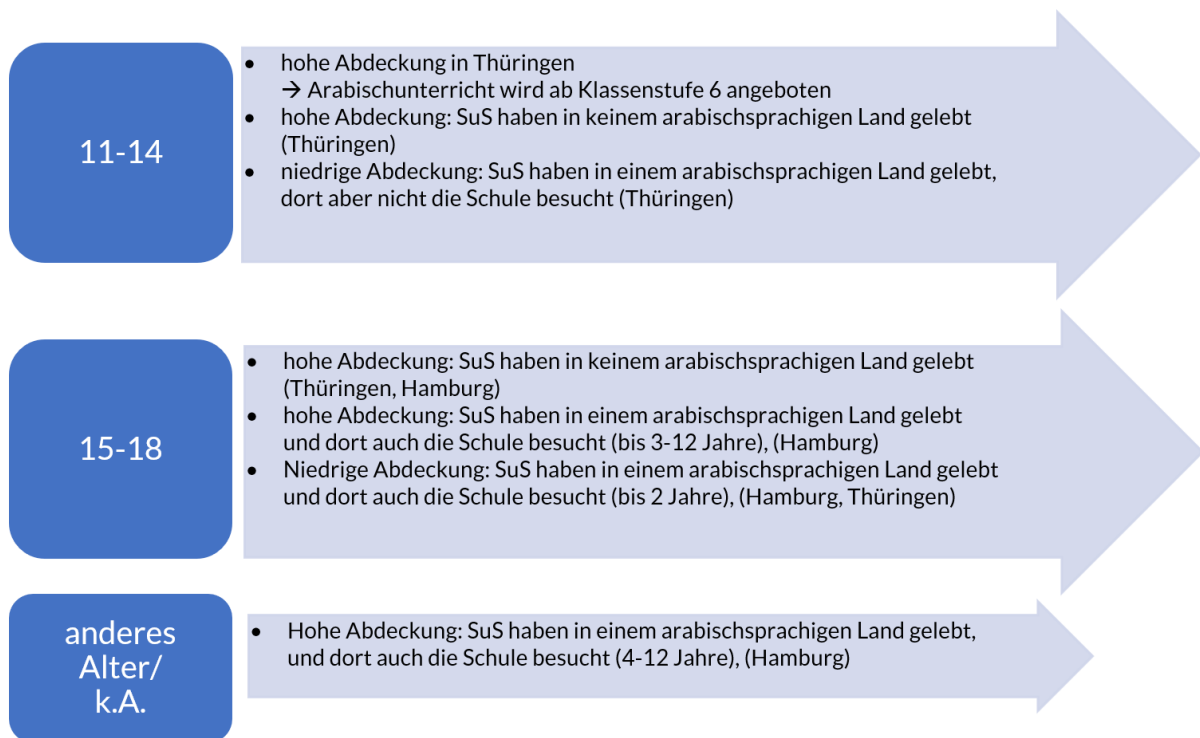 11-14
• hohe Abdeckung in Thüringen
→ Arabischunterricht wird ab Klassenstufe 6 angeboten
• hohe Abdeckung: SuS haben in keinem arabischsprachigen Land gelebt
(Thüringen)
• niedrige Abdeckung: SuS haben in einem arabischsprachigen Land gelebt,
dort aber nicht die Schule besucht (Thüringen)
15-18
• hohe Abdeckung: SuS haben in keinem arabischsprachigen Land gelebt
(Thüringen, Hamburg)
• hohe Abdeckung: SuS haben in einem arabischsprachigen Land gelebt
und dort auch die Schule besucht (bis 3-12 Jahre), (Hamburg)
• Niedrige Abdeckung: SuS haben in einem arabischsprachigen Land gelebt
und dort auch die Schule besucht (bis 2 Jahre), (Hamburg, Thüringen)
anderes
Alter/
k.A.
• Hohe Abdeckung: SuS haben in einem arabischsprachigen Land gelebt,
und dort auch die Schule besucht (4-12 Jahre), (Hamburg)